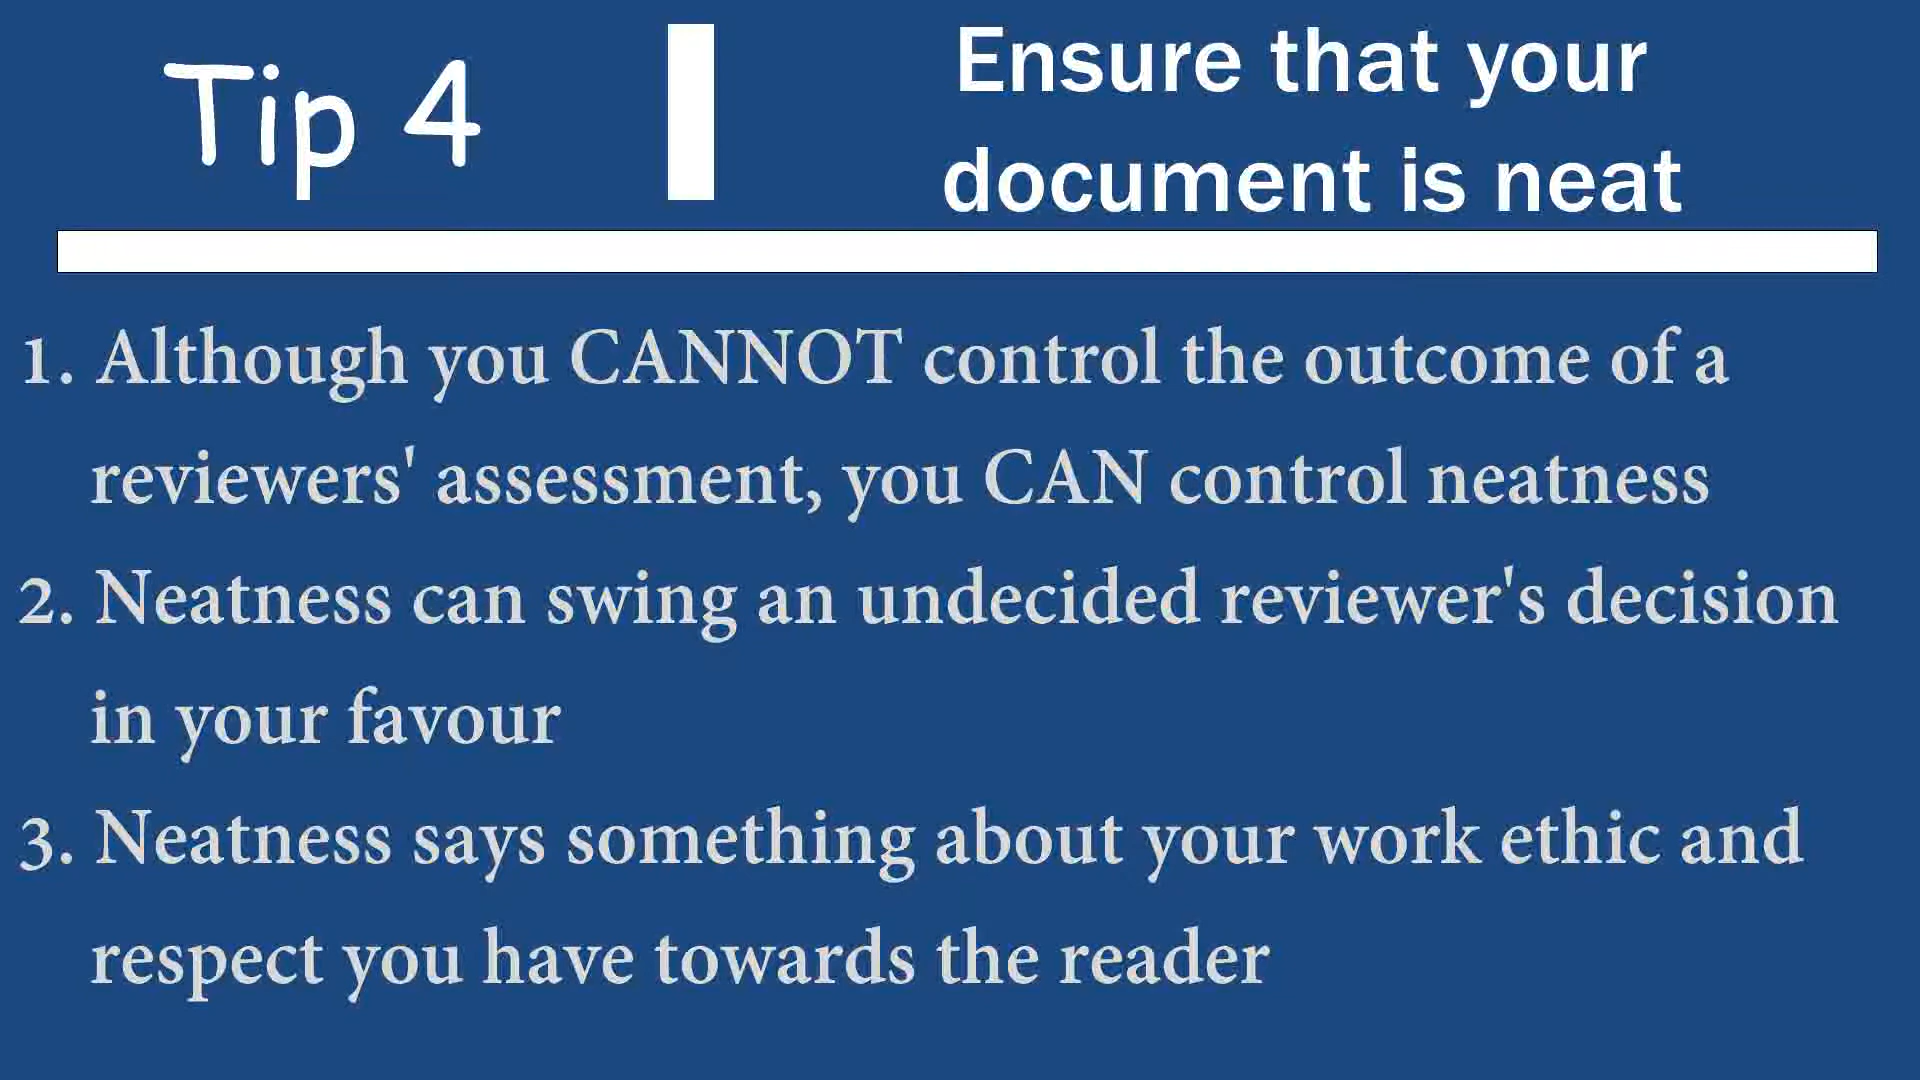 Tip 4
Ensure that your
document is neat
1. Although you CANNOT control the outcome of a
reviewers' assessment, you CAN control neatness
2. Neatness can swing an undecided reviewer's decision
in your favour
3. Neatness says something about your work ethic and
respect you have towards the reader